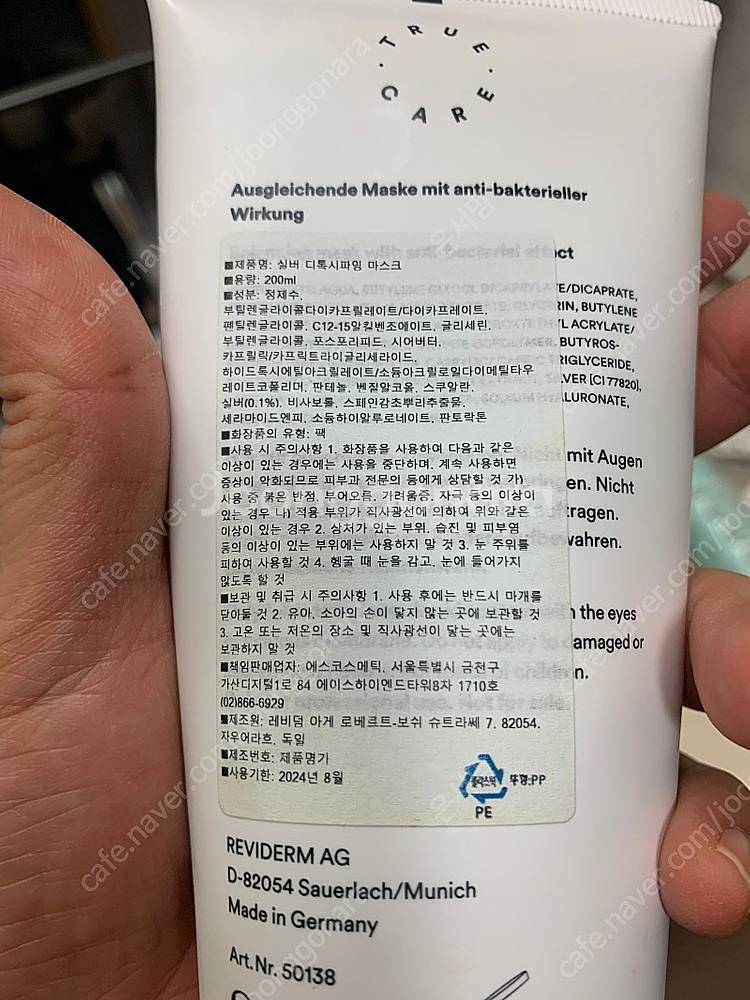 TRUE · CARE ·
Ausgleichende Maske mit anti-bakterieller
Wirkung
■제품명: 실버 디톡시파잉 마스크
■용량: 200ml
■성분: 정제수,
부틸렌글라이콜다이카프릴레이트/다이카프레이트,
펜틸렌글라이콜, C12-15알킬벤조에이트, 글리세린,
부틸렌글라이콜, 포스포리피드, 시어버터,
카프릴릭/카프릭트라이글리세라이드,
하이드록시에틸아크릴레이트/소듐아크릴로일다이메틸타우
레이트코폴리머, 판테놀, 벤질알코올, 스쿠알란,
실버(0.1%), 비사보롤, 스페인감초뿌리추출물,
세라마이드엔피, 소듐하이알루로네이트, 판토락톤
■화장품의 유형: 팩
■사용 시 주의사항 1. 화장품을 사용하여 다음과 같은
이상이 있는 경우에는 사용을 중단하며, 계속 사용하면
증상이 악화되므로 피부과 전문의 등에게 상담할 것 가)
사용 중 붉은 반점, 부어오름, 가려움증, 자극 등의 이상이
있는 경우 나) 적용 부위가 직사광선에 의하여 위와 같은
이상이 있는 경우 2. 상처가 있는 부위, 습진 및 피부염
등의 이상이 있는 부위에는 사용하지 말 것 3. 눈 주위를
피하여 사용할 것 4. 헹굴 때 눈을 감고, 눈에 들어가지
않도록 할 것
■보관 및 취급 시 주의사항 1. 사용 후에는 반드시 마개를
닫아둘 것 2. 유아, 소아의 손이 닿지 않는 곳에 보관할 것
3. 고온 또는 저온의 장소 및 직사광선이 닿는 곳에는
보관하지 말 것
■책임판매업자: 에스코스메틱, 서울특별시 금천구
가산디지털1로 84 에이스하이엔드타워8차 1710호
(02)866-6929
■제조원: 레비덤 아게 로베르트-보쉬 슈트라쎄 7, 82054,
자우어라흐, 독일
■제조번호: 제품명가
■사용기한: 2024년 8월
플라스틱
뚜껑:PP
PE
/DICAPRATE,
BUTYLENE
ACRYLATE/
BUTYROS-
TRIGLYCERIDE,
SILVER [CI 77820],
mit Augen
Nicht
the eyes
damaged or
REVIDERM AG
D-82054 Sauerlach/Munich
Made in Germany
Art.Nr. 50138
cafe.naver.com/joonggonara